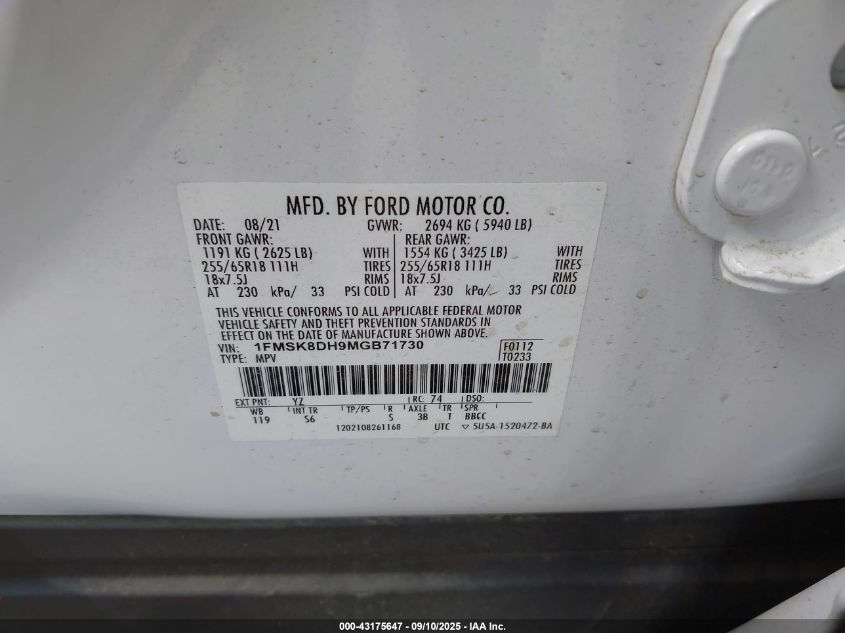 MFD. BY FORD MOTOR CO.
DATE: 08/21 GVWR: 2694 KG ( 5940 LB)
FRONT GAWR: REAR GAWR:
1191 KG ( 2625 LB) WITH 1554 KG ( 3425 LB) WITH
255/65R18 111H TIRES 255/65R18 111H TIRES
18x7.5J RIMS 18x7.5J RIMS
AT 230 kPa/ 33 PSI COLD AT 230 kPa/ 33 PSI COLD
THIS VEHICLE CONFORMS TO ALL APPLICABLE FEDERAL MOTOR
VEHICLE SAFETY AND THEFT PREVENTION STANDARDS IN
EFFECT ON THE DATE OF MANUFACTURE SHOWN ABOVE.
VIN: 1FMSK8DH9MGB71730 F0112
TYPE: MPV T0233
EXT PNT: YZ RC: 74 DSO:
WB INT TR TP/PS R AXLE TR SPR
119 S6 S 3B T BBCC
1202108261168 UTC ▽ 5U5A-1520472-BA
000-43175647 - 09/10/2025 - IAA Inc.